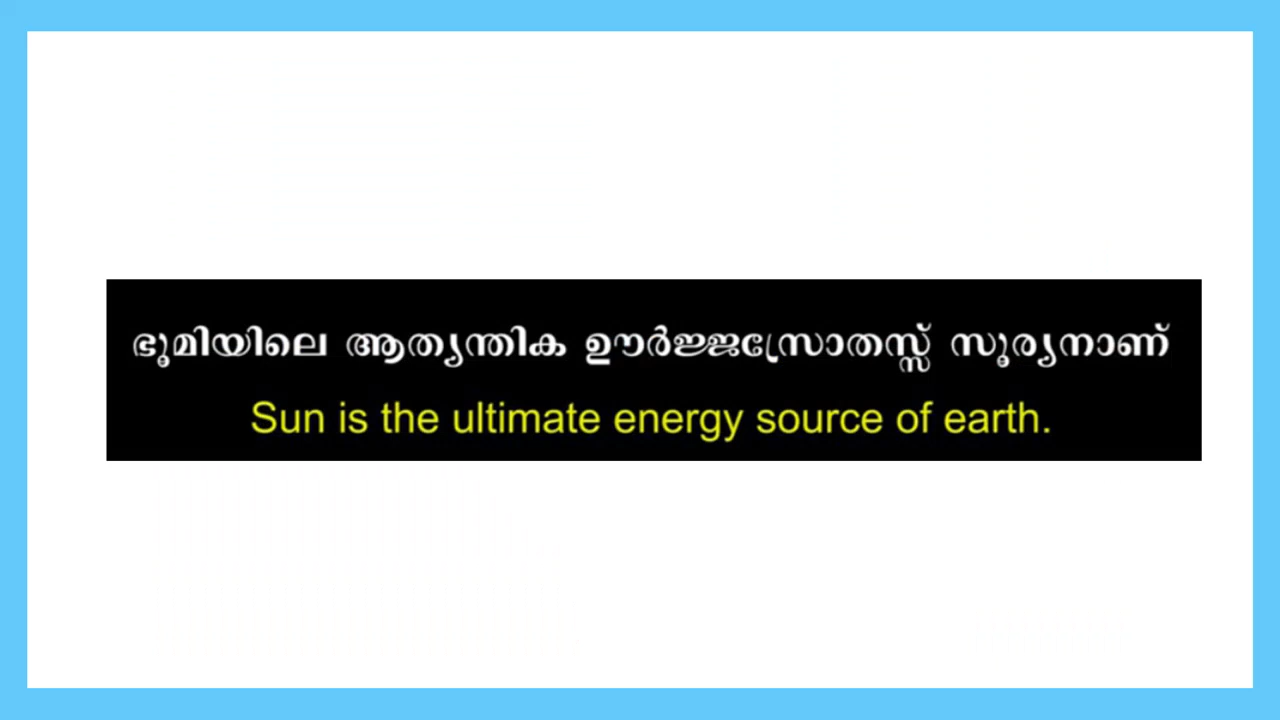 ഭൂമിയിലെ ആത്യന്തിക ഊർജ്ജസ്രോതസ്സ് സൂര്യനാണ്
Sun is the ultimate energy source of earth.